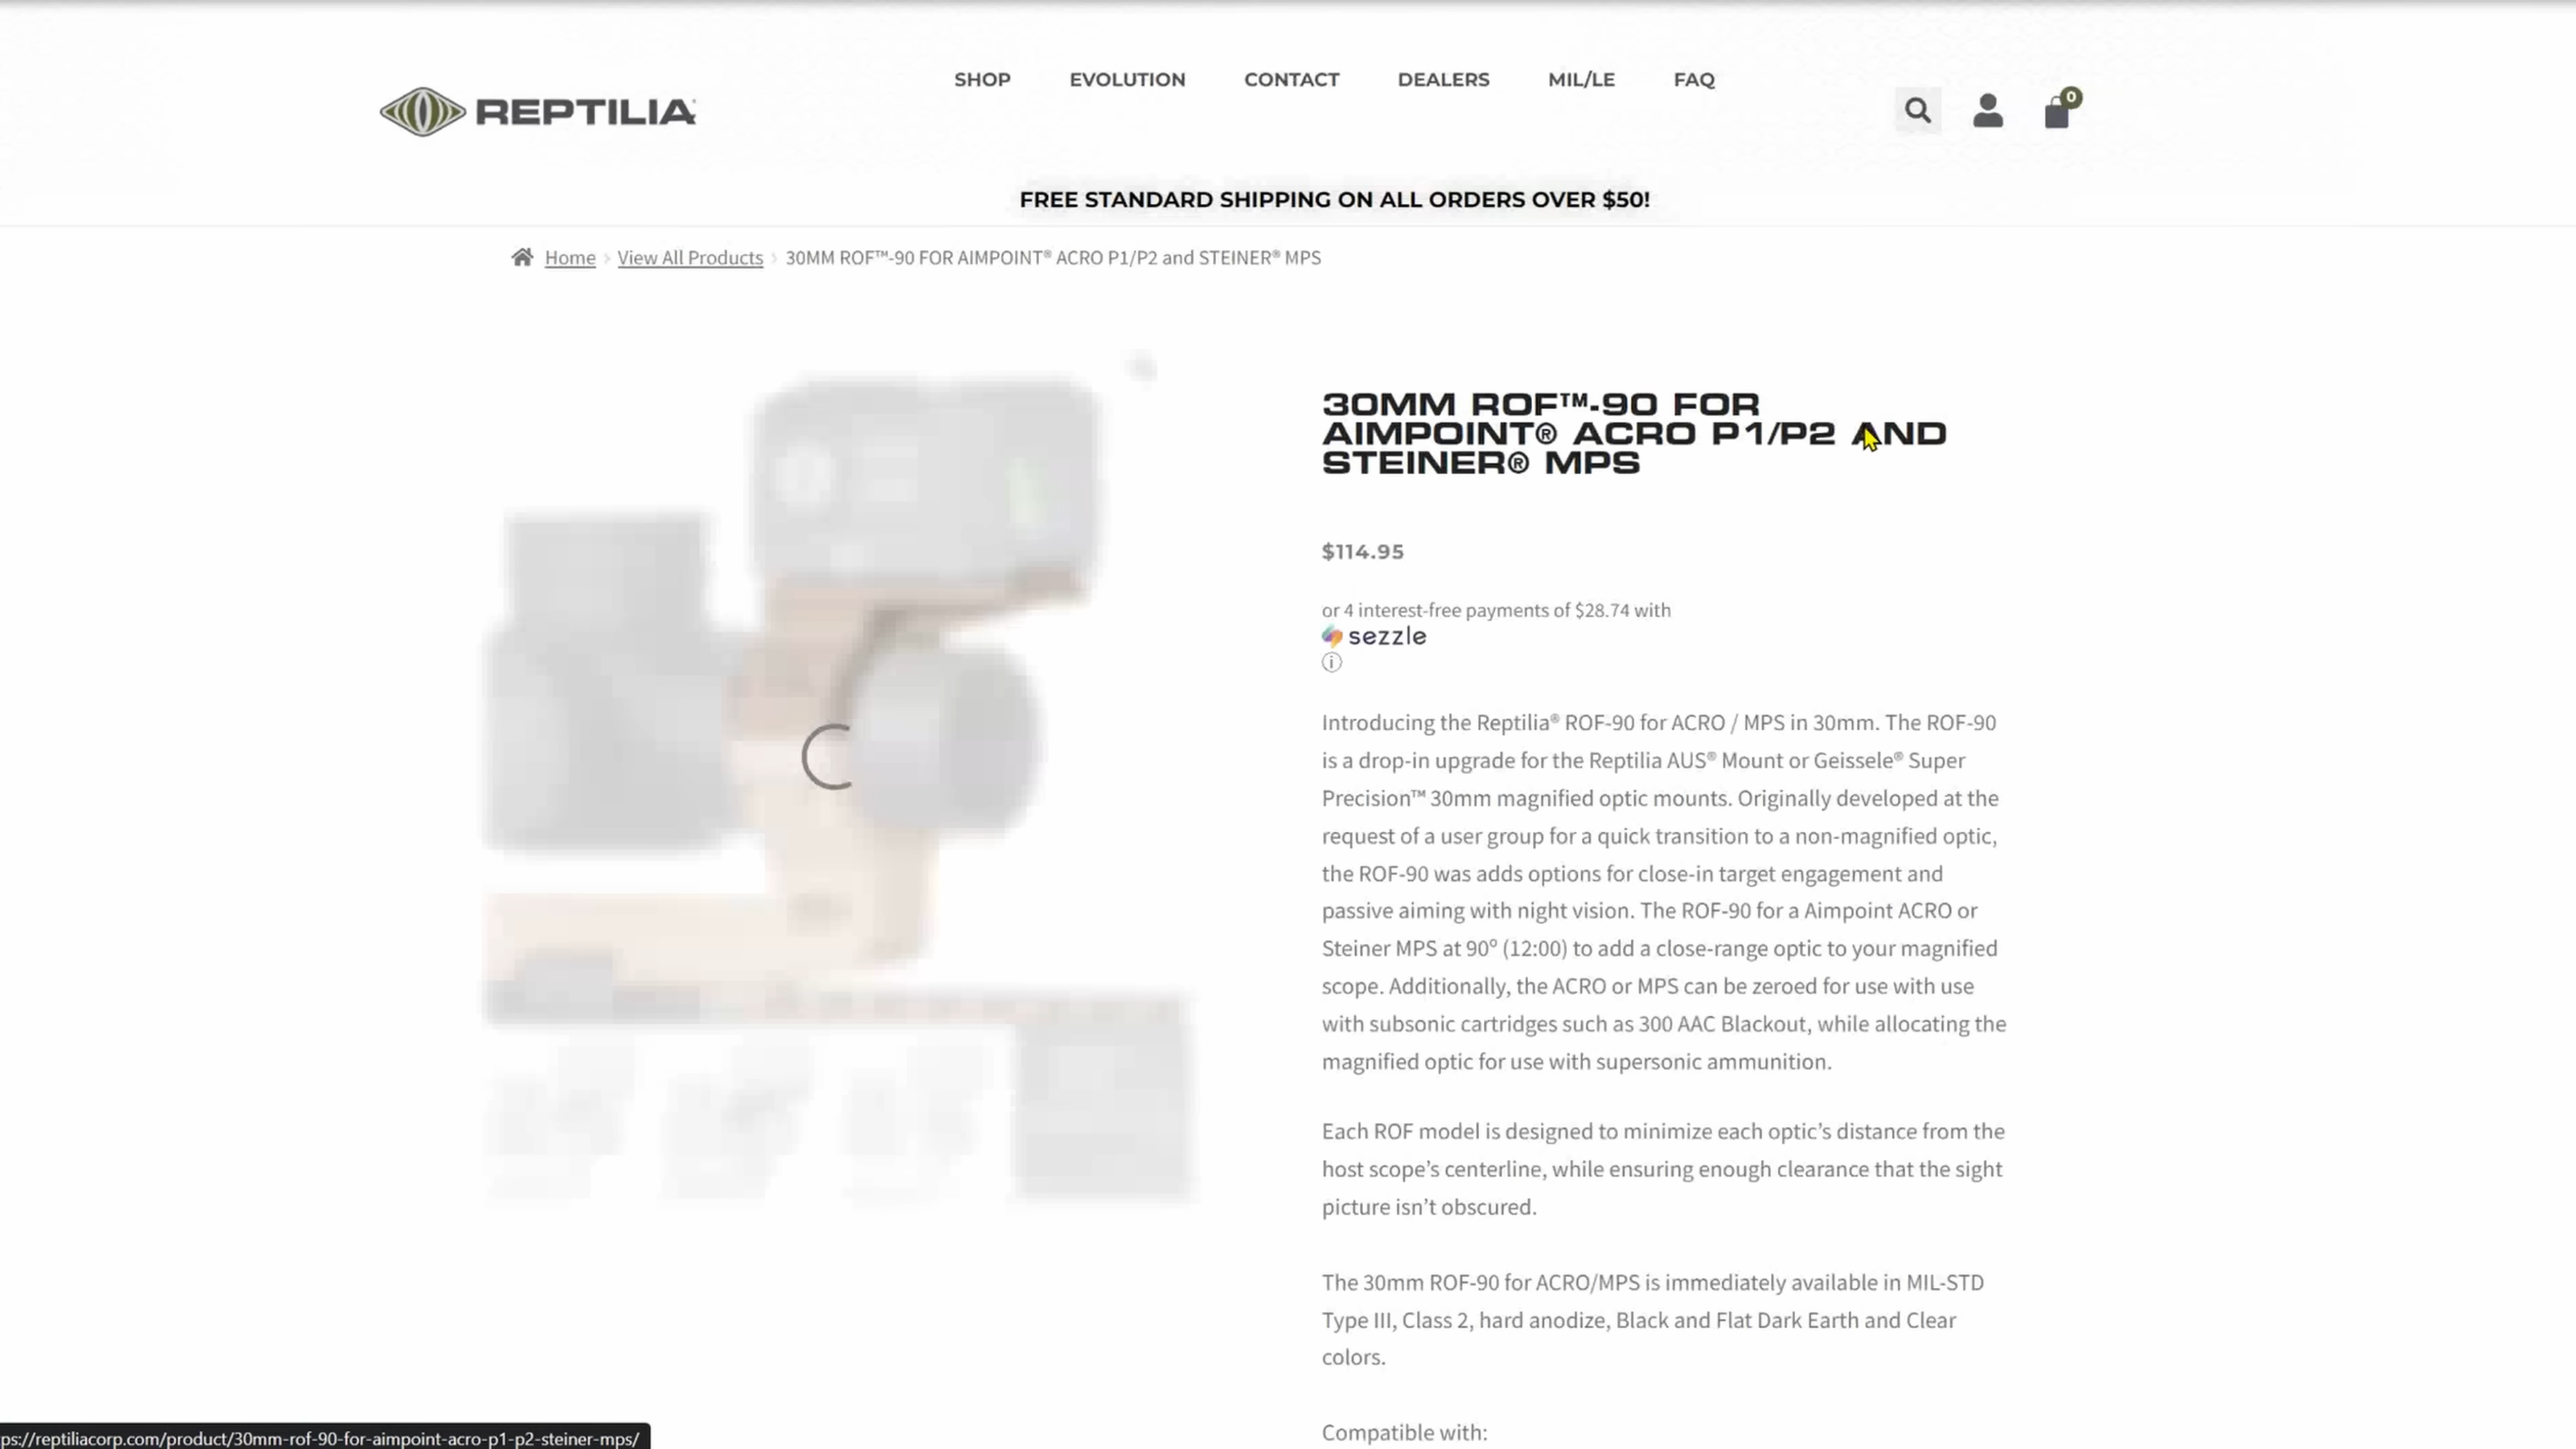 REPTILIA
SHOP EVOLUTION CONTACT DEALERS MIL/LE FAQ
0
FREE STANDARD SHIPPING ON ALL ORDERS OVER $50!
Home > View All Products > 30MM ROF™-90 FOR AIMPOINT® ACRO P1/P2 and STEINER® MPS
30MM ROF™-90 FOR
AIMPOINT® ACRO P1/P2 AND
STEINER® MPS
$114.95
or 4 interest-free payments of $28.74 with
sezzle
Introducing the Reptilia® ROF-90 for ACRO / MPS in 30mm. The ROF-90
is a drop-in upgrade for the Reptilia AUS® Mount or Geissele® Super
Precision™ 30mm magnified optic mounts. Originally developed at the
request of a user group for a quick transition to a non-magnified optic,
the ROF-90 was adds options for close-in target engagement and
passive aiming with night vision. The ROF-90 for a Aimpoint ACRO or
Steiner MPS at 90º (12:00) to add a close-range optic to your magnified
scope. Additionally, the ACRO or MPS can be zeroed for use with use
with subsonic cartridges such as 300 AAC Blackout, while allocating the
magnified optic for use with supersonic ammunition.
Each ROF model is designed to minimize each optic’s distance from the
host scope’s centerline, while ensuring enough clearance that the sight
picture isn’t obscured.
The 30mm ROF-90 for ACRO/MPS is immediately available in MIL-STD
Type III, Class 2, hard anodize, Black and Flat Dark Earth and Clear
colors.
Compatible with:
ps://reptiliacorp.com/product/30mm-rof-90-for-aimpoint-acro-p1-p2-steiner-mps/